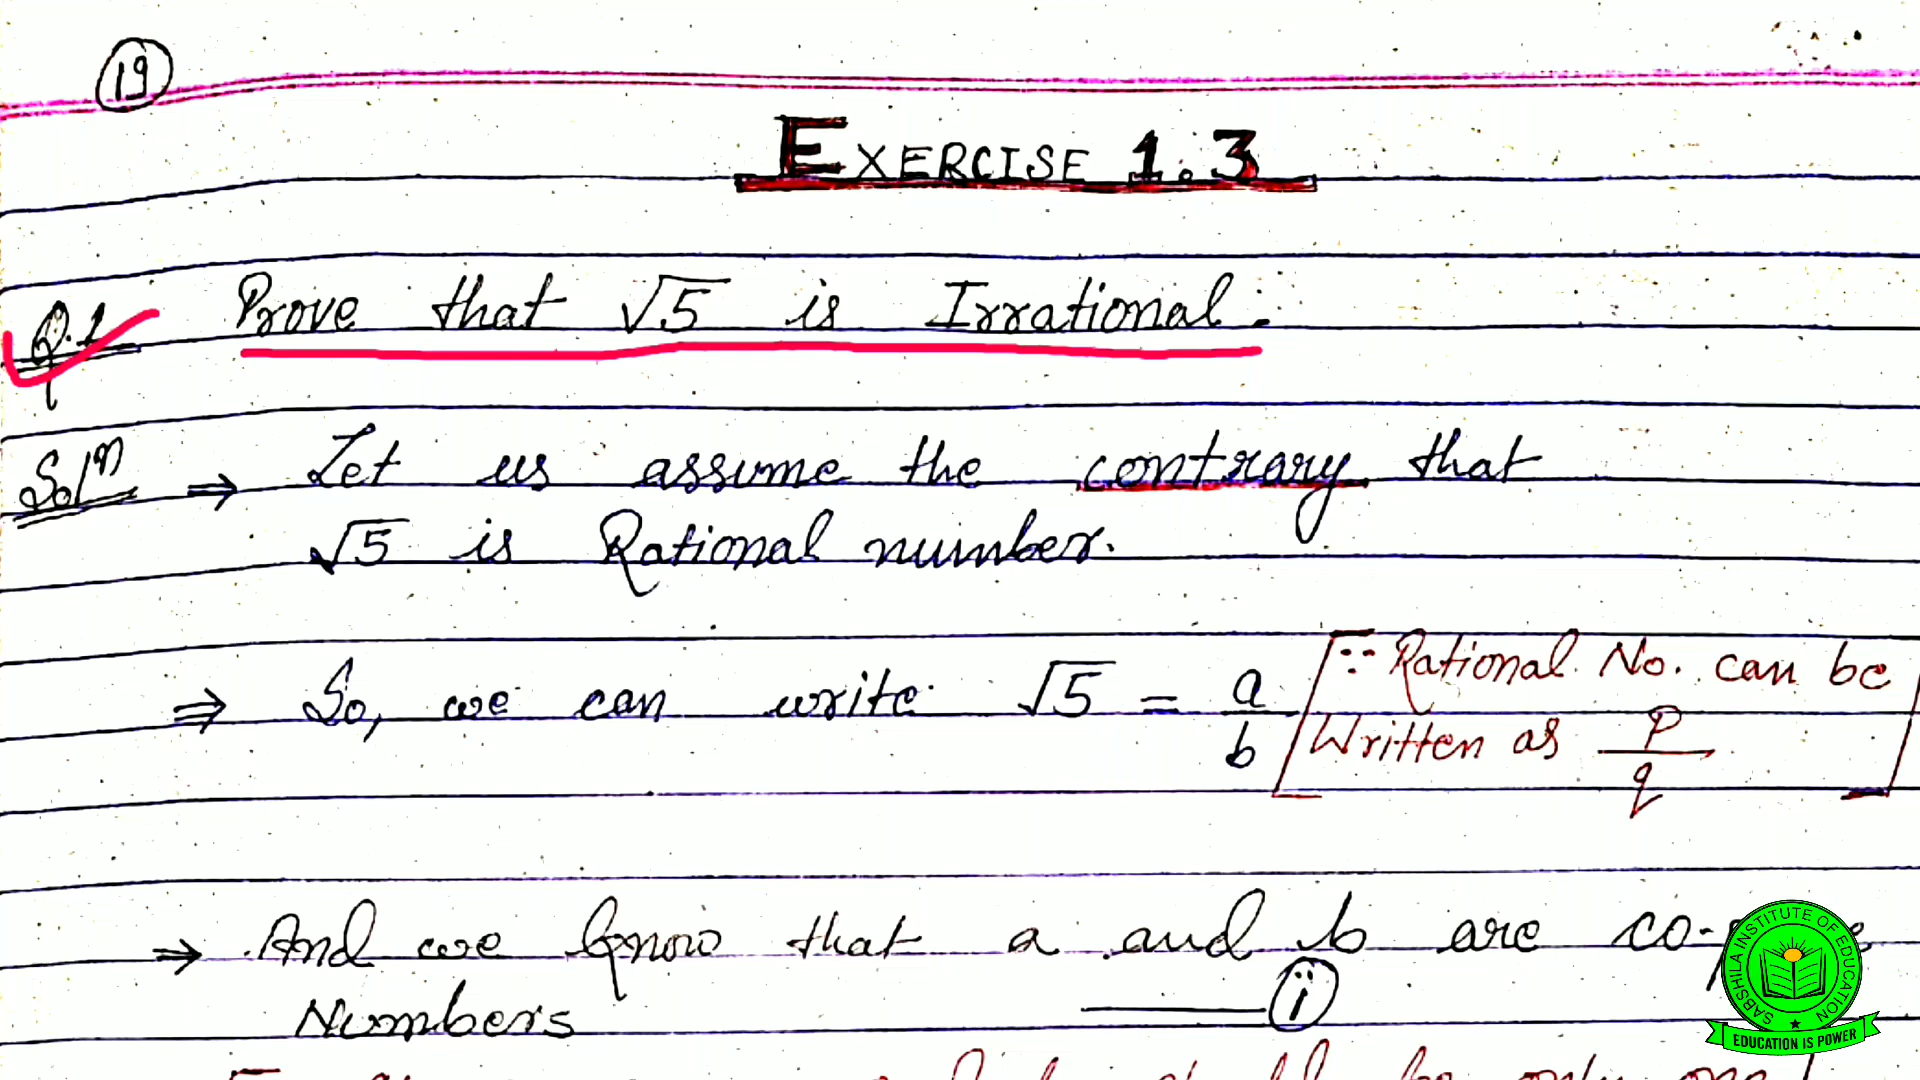 19
EXERCISE 1.3
Q.1 Prove that √5 is Irrational.
Solⁿ ⇒ Let us assume the contrary that
√5 is Rational number.
⇒ So, we can write √5 = a/b [∵ Rational No. can be
Written as p/q ]
⇒ And we know that a and b are co-
Numbers —— (i)
SABSHILA INSTITUTE OF EDUCATION
EDUCATION IS POWER